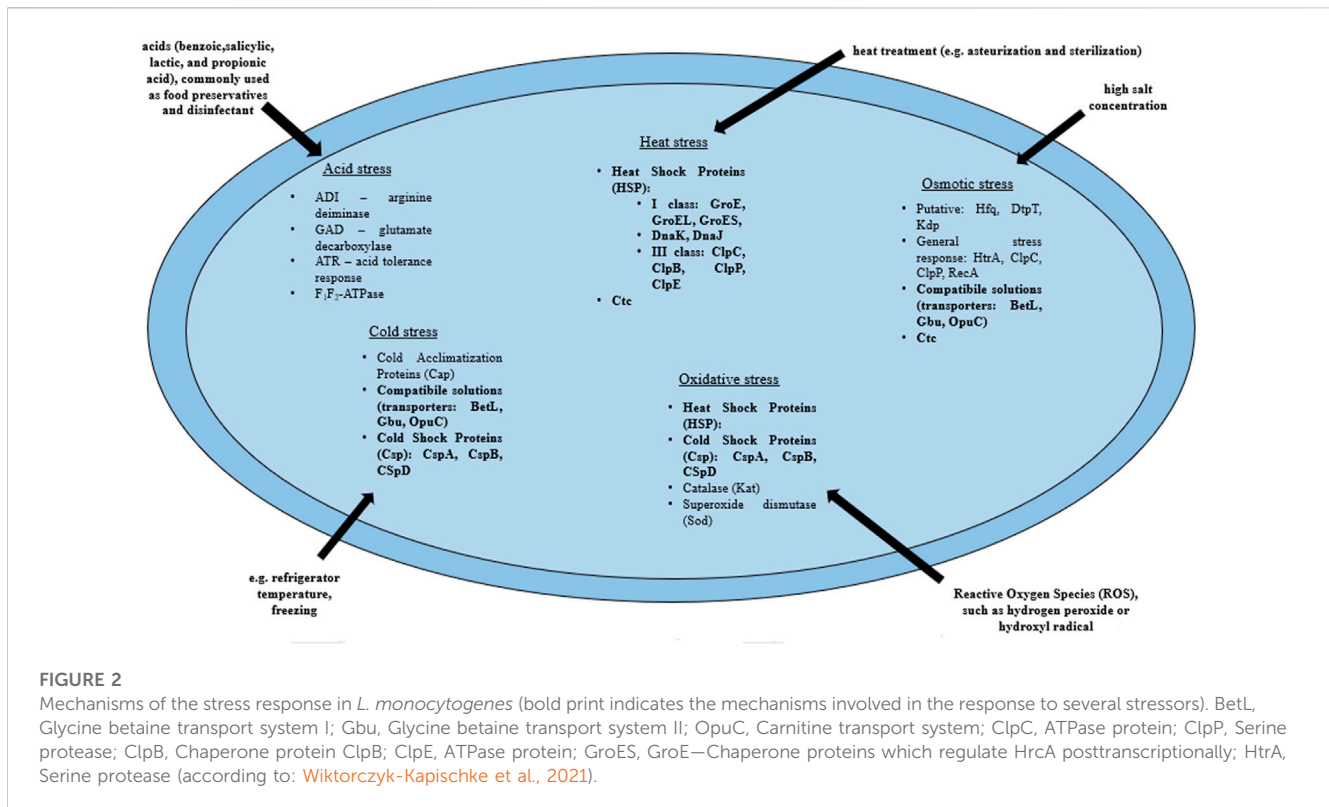 acids (benzoic,salicylic,
lactic, and propionic
acid), commonly used
as food preservatives
and disinfectant
heat treatment (e.g. asteurization and sterilization)
high salt
concentration
Acid stress
• ADI – arginine
deiminase
• GAD – glutamate
decarboxylase
• ATR – acid tolerance
response
• F₁F₂-ATPase
Heat stress
• Heat Shock Proteins
(HSP):
• I class: GroE,
GroEL, GroES,
• DnaK, DnaJ
• III class: ClpC,
ClpB, ClpP,
ClpE
• Ctc
Osmotic stress
• Putative: Hfq, DtpT,
Kdp
• General stress
response: HtrA, ClpC,
ClpP, RecA
• Compatibile solutions
(transporters: BetL,
Gbu, OpuC)
• Ctc
Cold stress
• Cold Acclimatization
Proteins (Cap)
• Compatibile solutions
(transporters: BetL,
Gbu, OpuC)
• Cold Shock Proteins
(Csp): CspA, CspB,
CSpD
Oxidative stress
• Heat Shock Proteins
(HSP):
• Cold Shock Proteins
(Csp): CspA, CspB,
CSpD
• Catalase (Kat)
• Superoxide dismutase
(Sod)
e.g. refrigerator
temperature,
freezing
Reactive Oxygen Species (ROS),
such as hydrogen peroxide or
hydroxyl radical
FIGURE 2
Mechanisms of the stress response in L. monocytogenes (bold print indicates the mechanisms involved in the response to several stressors). BetL,
Glycine betaine transport system I; Gbu, Glycine betaine transport system II; OpuC, Carnitine transport system; ClpC, ATPase protein; ClpP, Serine
protease; ClpB, Chaperone protein ClpB; ClpE, ATPase protein; GroES, GroE—Chaperone proteins which regulate HrcA posttranscriptionally; HtrA,
Serine protease (according to: Wiktorczyk-Kapischke et al., 2021).